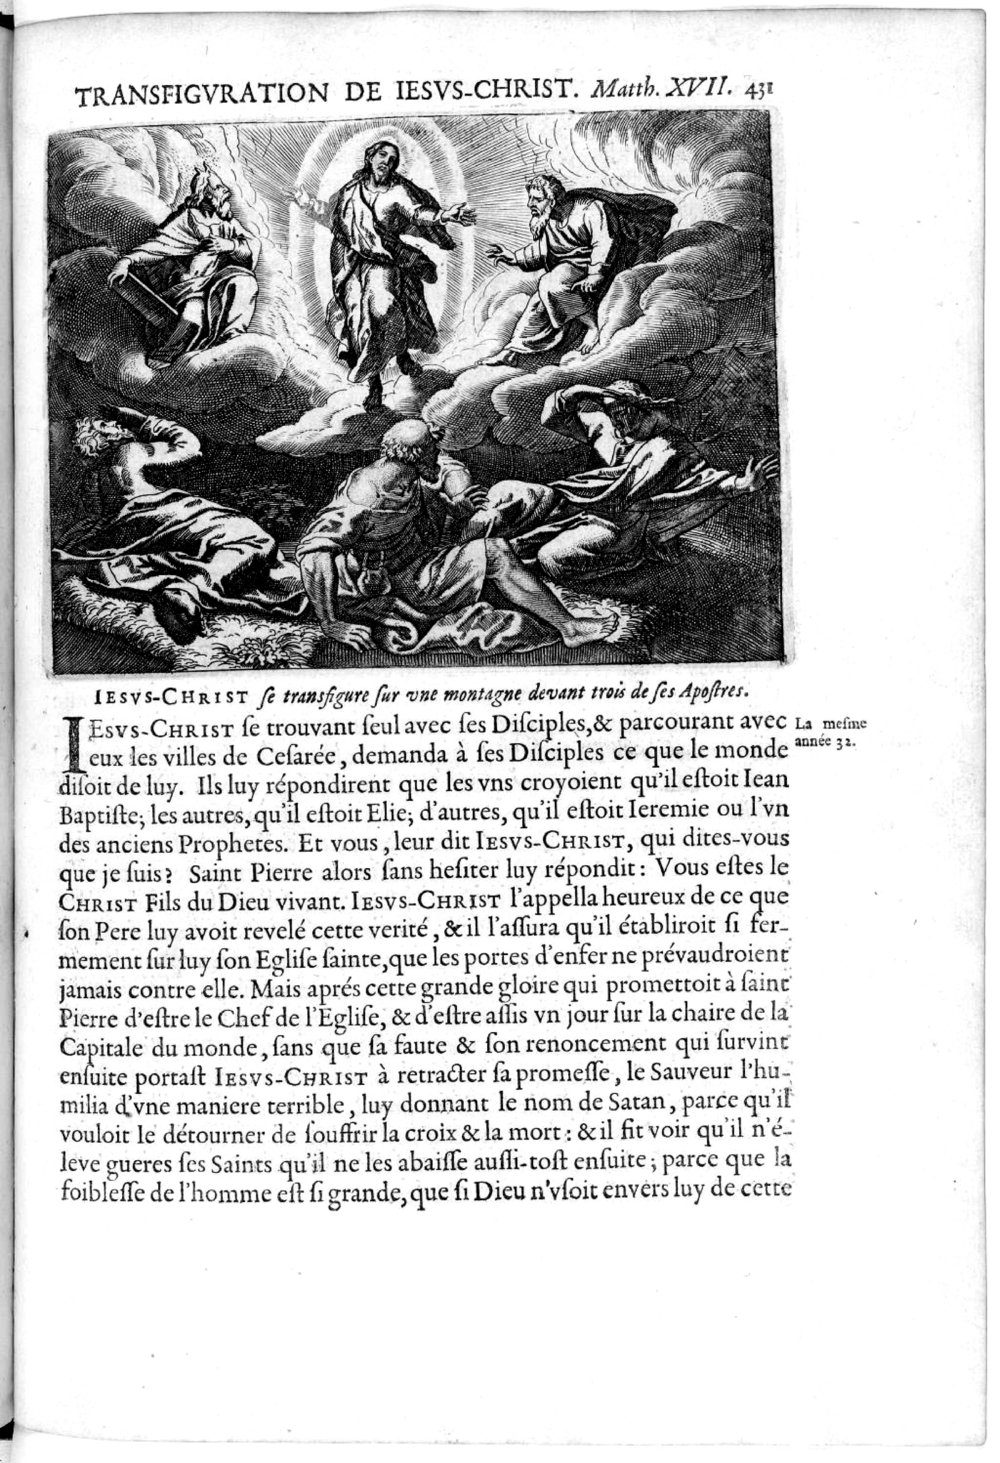 TRANSFIGVRATION DE IESVS-CHRIST. Matth. XVII. 431
IESVS-CHRIST ſe transfigure ſur vne montagne devant trois de ſes Apoſtres.
IESVS-CHRIST ſe trouvant ſeul avec ſes Diſciples, & parcourant avec
La meſme
eux les villes de Ceſarée, demanda à ſes Diſciples ce que le monde
année 32.
diſoit de luy. Ils luy répondirent que les vns croyoient qu'il eſtoit Iean
Baptiſte; les autres, qu'il eſtoit Elie; d'autres, qu'il eſtoit Ieremie ou l'vn
des anciens Prophetes. Et vous, leur dit IESVS-CHRIST, qui dites-vous
que je ſuis? Saint Pierre alors ſans heſiter luy répondit: Vous eſtes le
CHRIST Fils du Dieu vivant. IESVS-CHRIST l'appella heureux de ce que
ſon Pere luy avoit revelé cette verité, & il l'aſſura qu'il établiroit ſi fer-
mement ſur luy ſon Egliſe ſainte, que les portes d'enfer ne prévaudroient
jamais contre elle. Mais aprés cette grande gloire qui promettoit à ſaint
Pierre d'eſtre le Chef de l'Egliſe, & d'eſtre aſſis vn jour ſur la chaire de la
Capitale du monde, ſans que ſa faute & ſon renoncement qui ſurvint
enſuite portaſt IESVS-CHRIST à retracter ſa promeſſe, le Sauveur l'hu-
milia d'vne maniere terrible, luy donnant le nom de Satan, parce qu'il
vouloit le détourner de ſouffrir la croix & la mort: & il fit voir qu'il n'é-
leve gueres ſes Saints qu'il ne les abaiſſe auſſi-toſt enſuite; parce que la
foibleſſe de l'homme eſt ſi grande, que ſi Dieu n'vſoit envers luy de cette